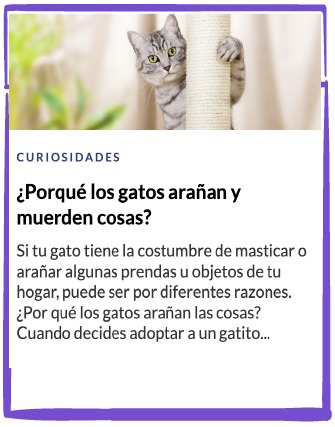 CURIOSIDADES
¿Porqué los gatos arañan y
muerden cosas?
Si tu gato tiene la costumbre de masticar o
arañar algunas prendas u objetos de tu
hogar, puede ser por diferentes razones.
¿Por qué los gatos arañan las cosas?
Cuando decides adoptar a un gatito...